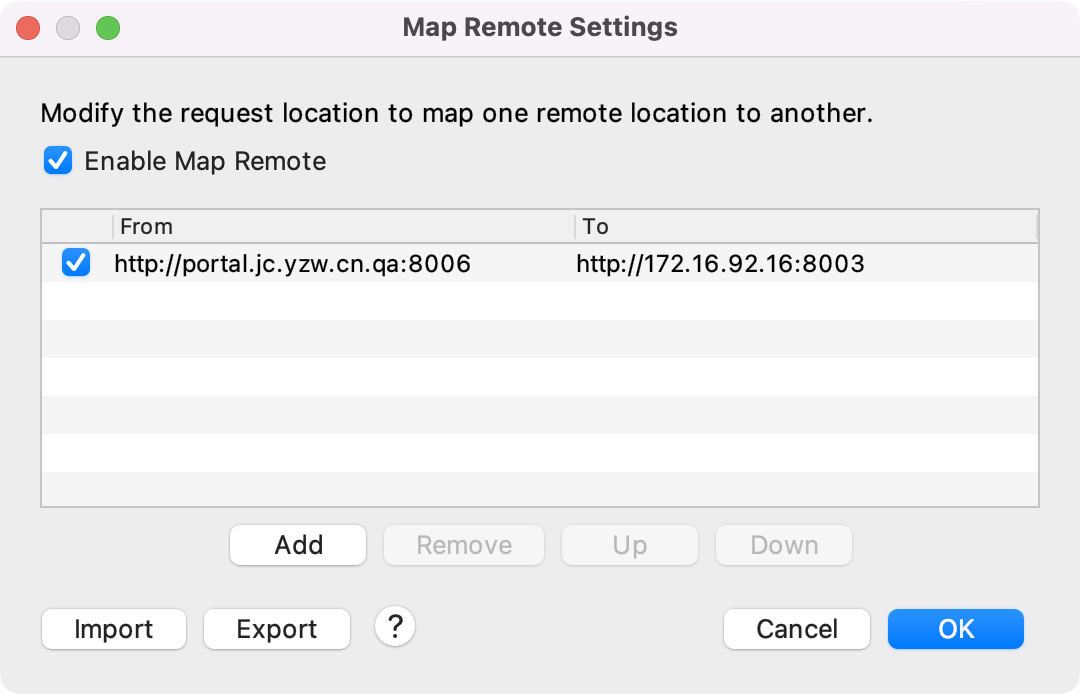 Map Remote Settings
Modify the request location to map one remote location to another.
Enable Map Remote
From To
http://portal.jc.yzw.cn.qa:8006 http://172.16.92.16:8003
Add Remove Up Down
Import Export ? Cancel OK